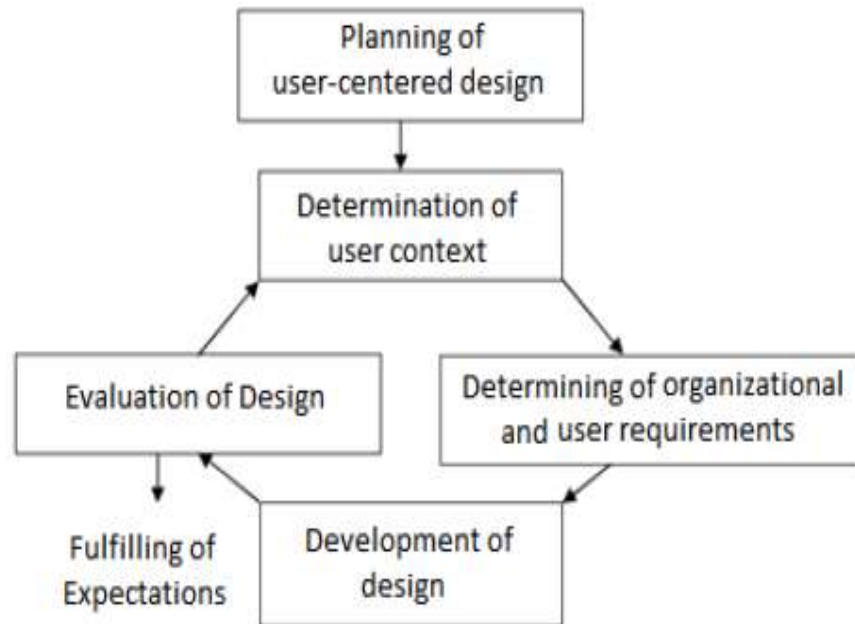 Planning of
user-centered design
Determination of
user context
Determining of organizational
and user requirements
Development of
design
Evaluation of Design
Fulfilling of
Expectations